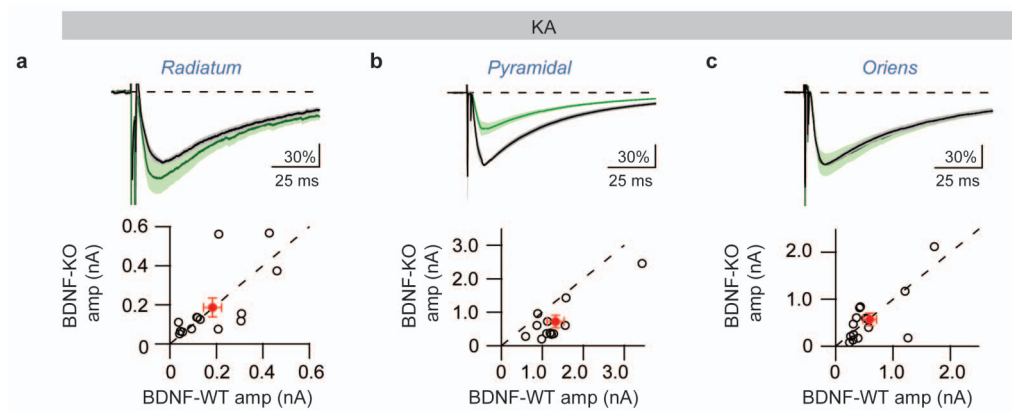 KA
a
Radiatum
30%
25 ms
b
Pyramidal
30%
25 ms
c
Oriens
30%
25 ms
BDNF-KO
amp (nA)
0.6
0.4
0.2
0
0 0.2 0.4 0.6
BDNF-WT amp (nA)
BDNF-KO
amp (nA)
3.0
2.0
1.0
0
0 1.0 2.0 3.0
BDNF-WT amp (nA)
BDNF-KO
amp (nA)
2.0
1.0
0
0 1.0 2.0
BDNF-WT amp (nA)